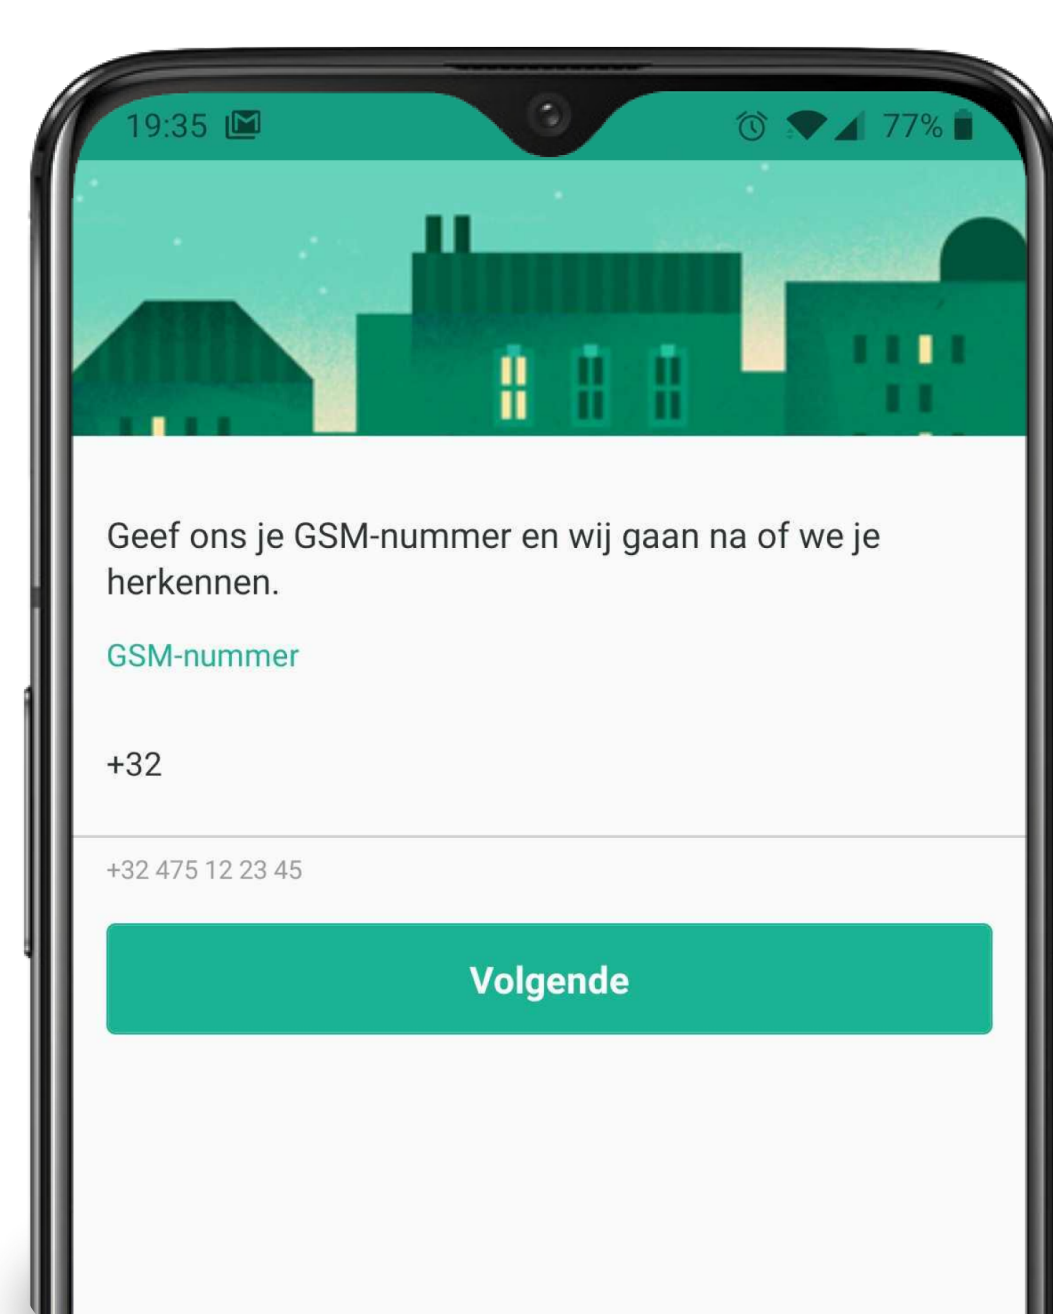 19:35
77%
Geef ons je GSM-nummer en wij gaan na of we je
herkennen.
GSM-nummer
+32
+32 475 12 23 45
Volgende